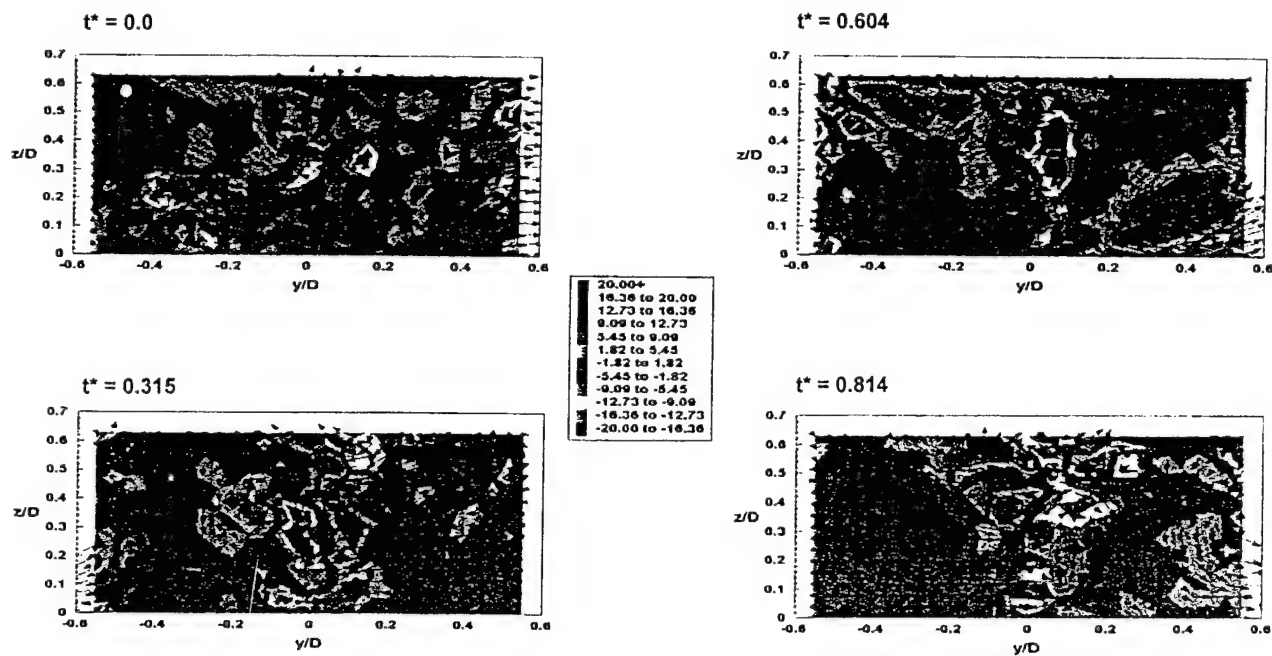 t* = 0.0
0.7
0.6
0.5
0.4
0.3
0.2
0.1
0
z/D
-0.6 -0.4 -0.2 0 0.2 0.4 0.6
y/D
t* = 0.604
0.7
0.6
0.5
0.4
0.3
0.2
0.1
0
z/D
-0.6 -0.4 -0.2 0 0.2 0.4 0.6
y/D
20.00+
16.36 to 20.00
12.73 to 16.36
9.09 to 12.73
5.45 to 9.09
1.82 to 5.45
-1.82 to 1.82
-5.45 to -1.82
-9.09 to -5.45
-12.73 to -9.09
-16.36 to -12.73
-20.00 to -16.36
t* = 0.315
0.7
0.6
0.5
0.4
0.3
0.2
0.1
0
z/D
-0.6 -0.4 -0.2 0 0.2 0.4 0.6
y/D
t* = 0.814
0.7
0.6
0.5
0.4
0.3
0.2
0.1
0
z/D
-0.6 -0.4 -0.2 0 0.2 0.4 0.6
y/D